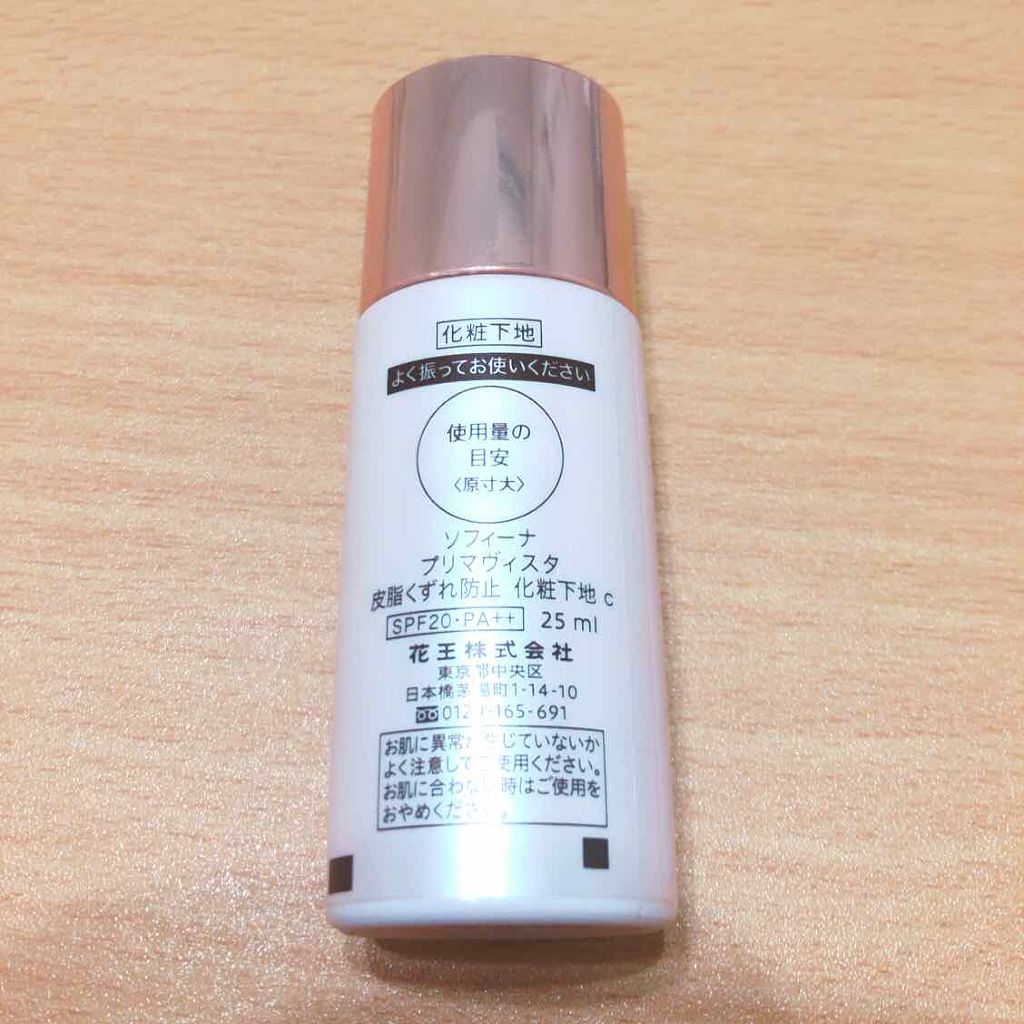 化粧下地
よく振ってお使いください
使用量の
目安
〈原寸大〉
ソフィーナ
プリマヴィスタ
皮脂くずれ防止 化粧下地 c
SPF20・PA++ 25 ml
花王株式会社
東京都中央区
日本橋茅場町1-14-10
0120-165-691
お肌に異常が生じていないか
よく注意してご使用ください。
お肌に合わない時はご使用を
おやめください。